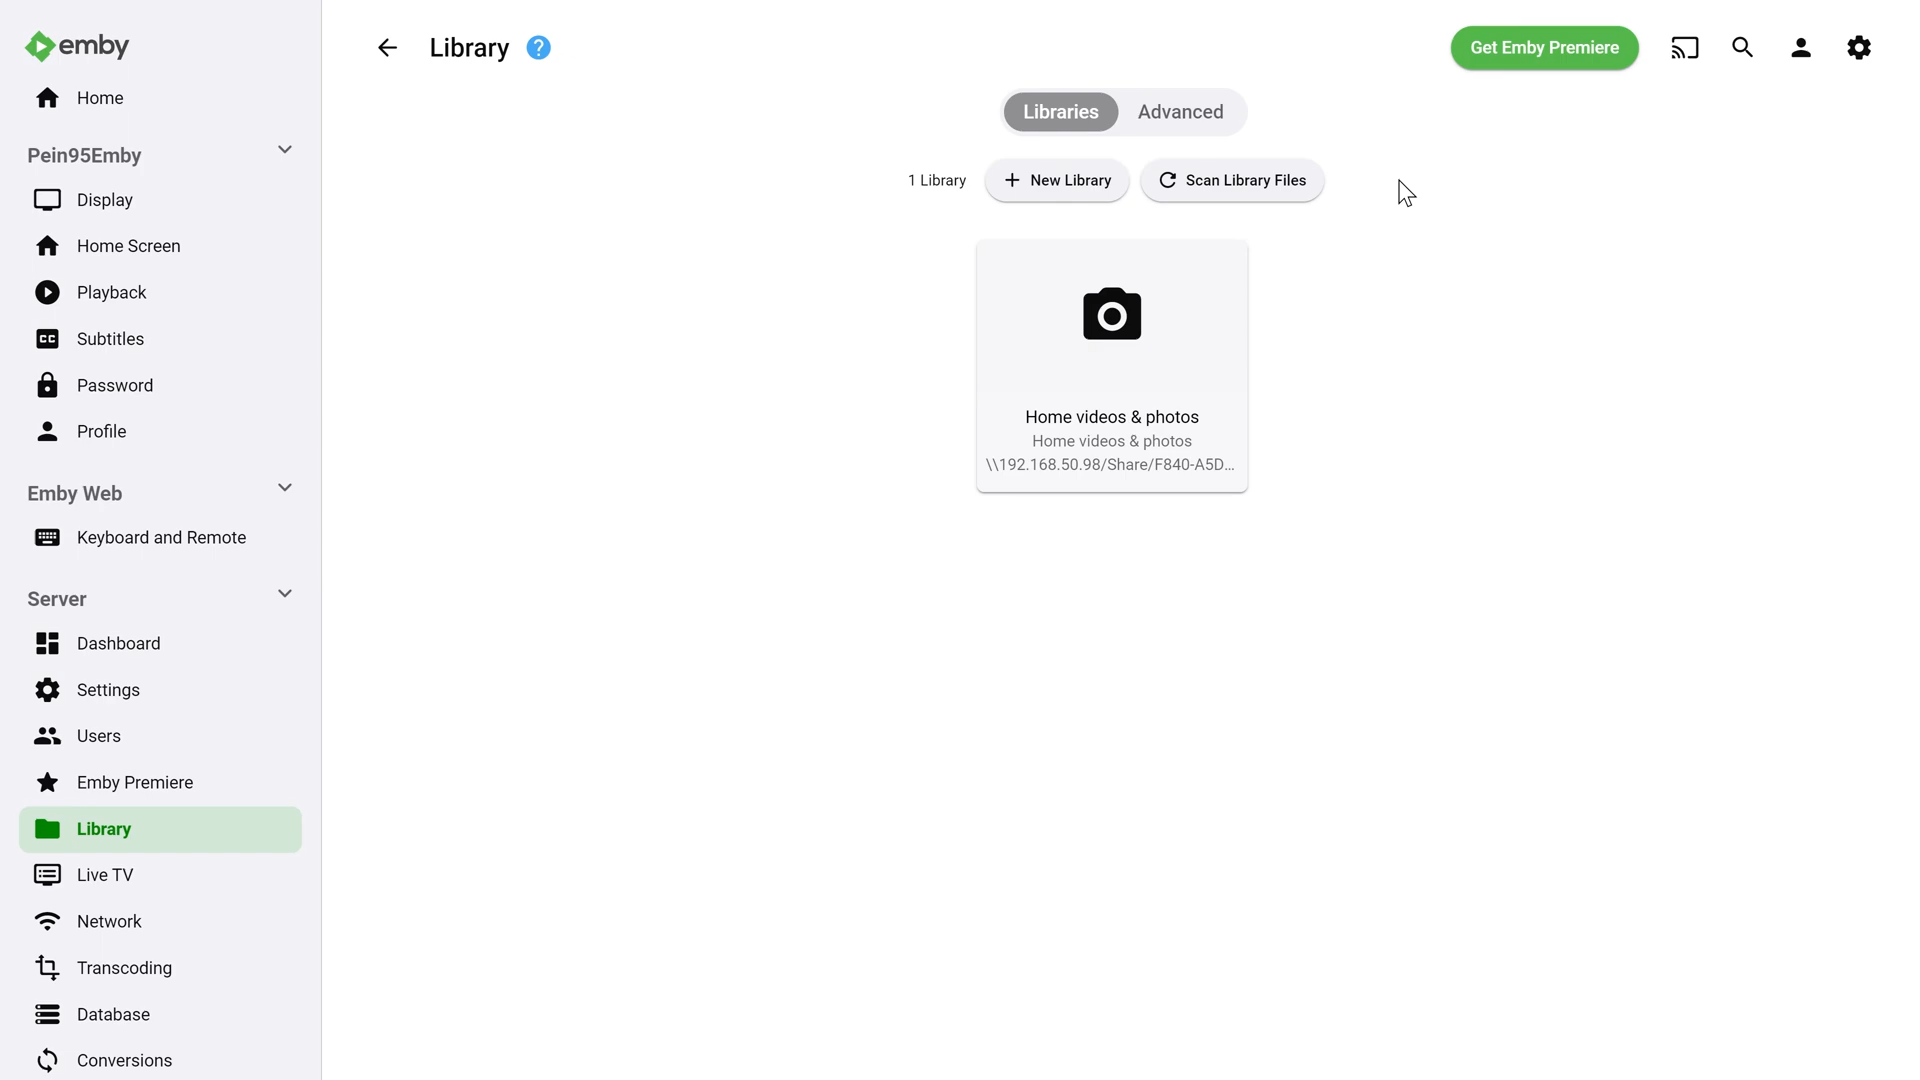 emby
Home
Pein95Emby
Display
Home Screen
Playback
Subtitles
Password
Profile
Emby Web
Keyboard and Remote
Server
Dashboard
Settings
Users
Emby Premiere
Library
Live TV
Network
Transcoding
Database
Conversions
Library ?
Get Emby Premiere
Libraries Advanced
1 Library + New Library Scan Library Files
Home videos & photos
Home videos & photos
\\192.168.50.98/Share/F840-A5D...